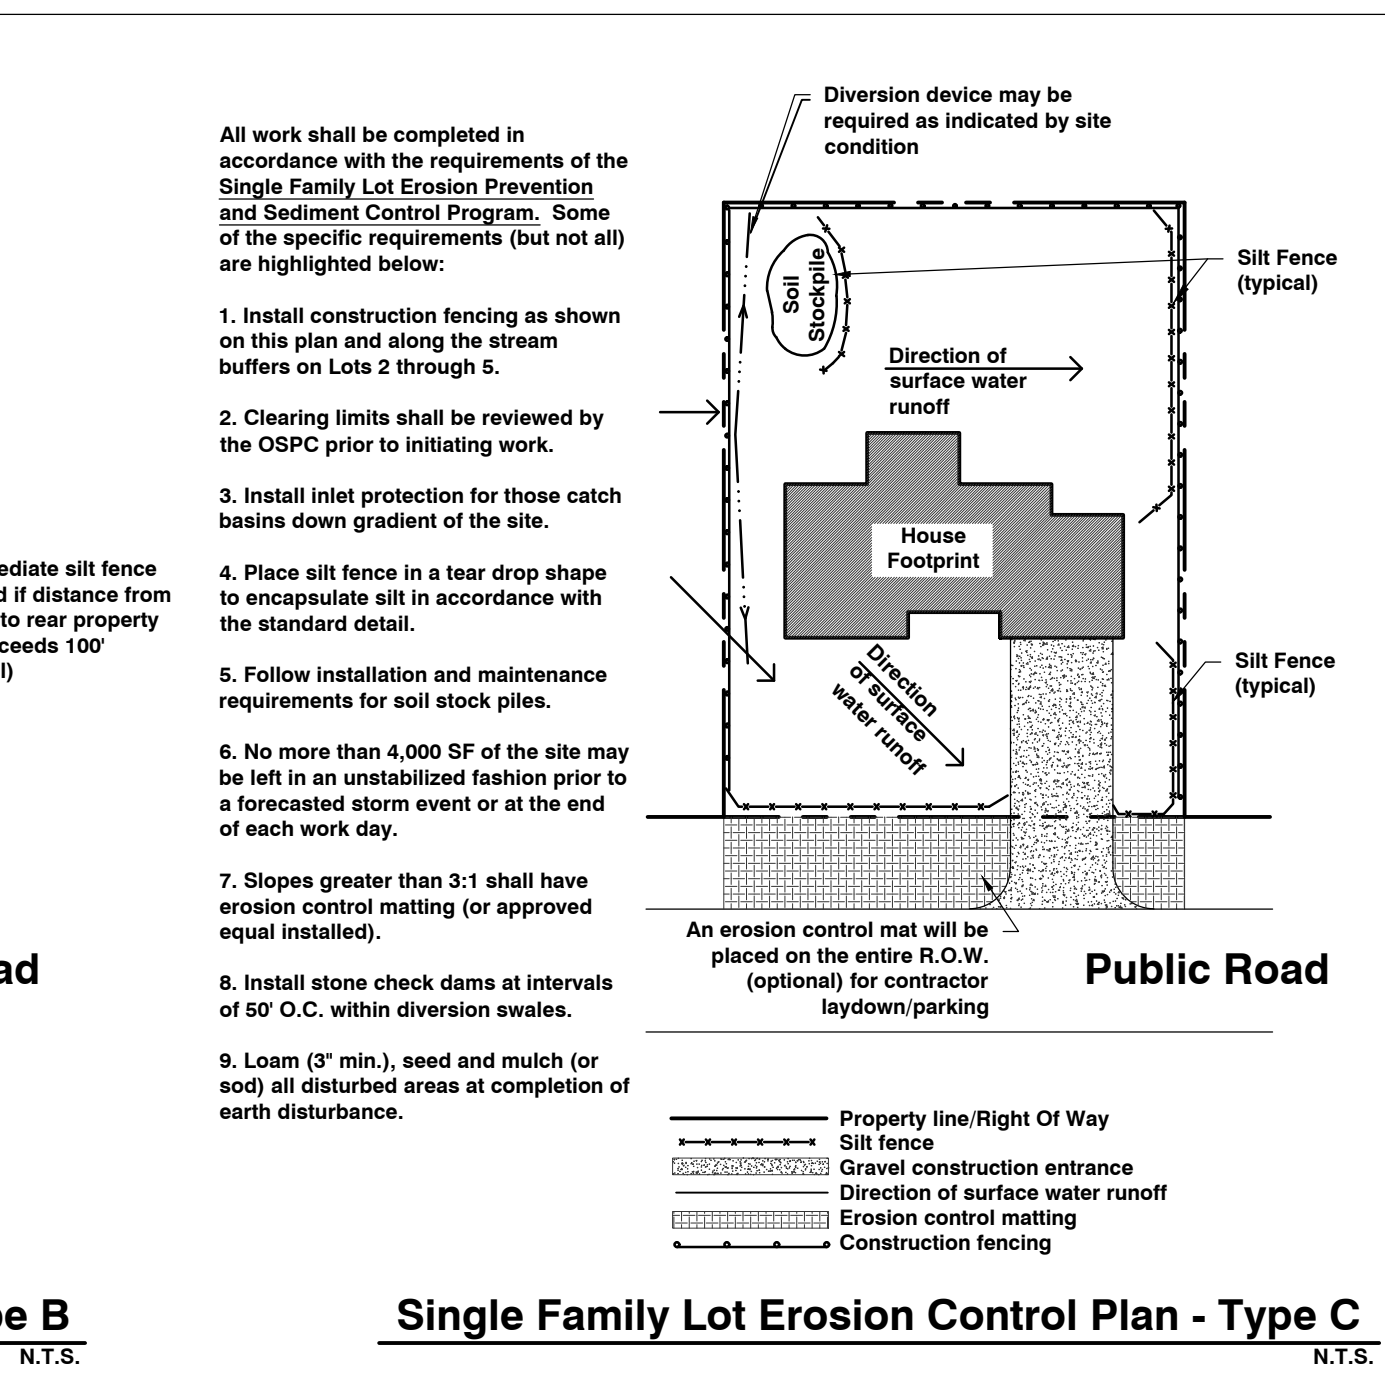 All work shall be completed in
accordance with the requirements of the
Single Family Lot Erosion Prevention
and Sediment Control Program. Some
of the specific requirements (but not all)
are highlighted below:
1. Install construction fencing as shown
on this plan and along the stream
buffers on Lots 2 through 5.
2. Clearing limits shall be reviewed by
the OSPC prior to initiating work.
3. Install inlet protection for those catch
basins down gradient of the site.
4. Place silt fence in a tear drop shape
to encapsulate silt in accordance with
the standard detail.
5. Follow installation and maintenance
requirements for soil stock piles.
6. No more than 4,000 SF of the site may
be left in an unstabilized fashion prior to
a forecasted storm event or at the end
of each work day.
7. Slopes greater than 3:1 shall have
erosion control matting (or approved
equal installed).
8. Install stone check dams at intervals
of 50' O.C. within diversion swales.
9. Loam (3" min.), seed and mulch (or
sod) all disturbed areas at completion of
earth disturbance.
ediate silt fence
d if distance from
to rear property
ceeds 100'
l)
ad
Diversion device may be
required as indicated by site
condition
Soil
Stockpile
Silt Fence
(typical)
Direction of
surface water
runoff
House
Footprint
Direction
of surface
water runoff
Silt Fence
(typical)
An erosion control mat will be
placed on the entire R.O.W.
(optional) for contractor
laydown/parking
Public Road
Property line/Right Of Way
Silt fence
Gravel construction entrance
Direction of surface water runoff
Erosion control matting
Construction fencing
pe B
N.T.S.
Single Family Lot Erosion Control Plan - Type C
N.T.S.